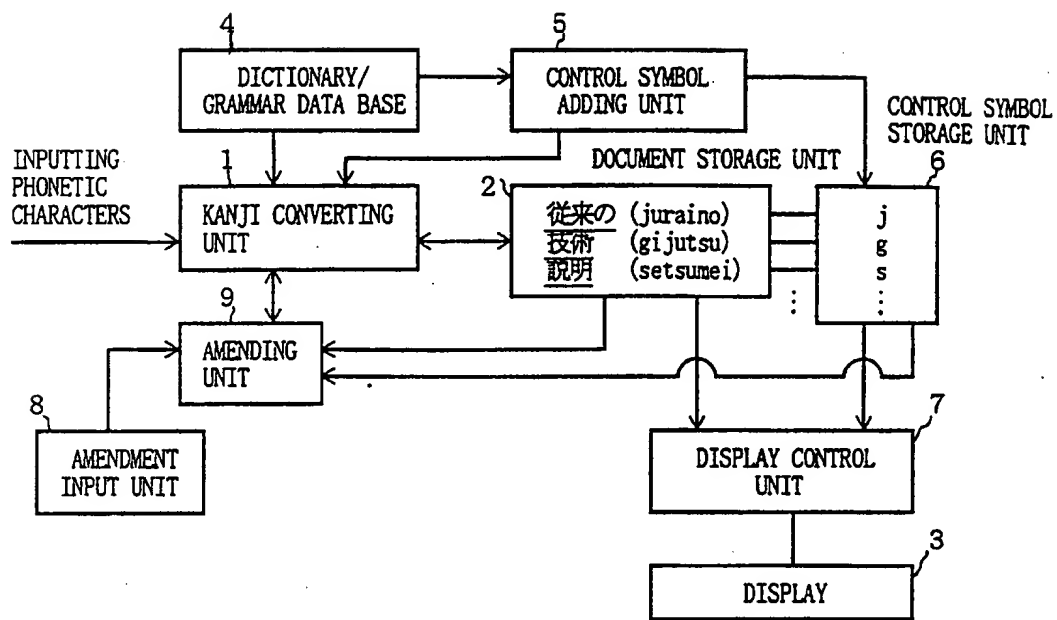 4
DICTIONARY/
GRAMMAR DATA BASE
5
CONTROL SYMBOL
ADDING UNIT
CONTROL SYMBOL
STORAGE UNIT
6
INPUTTING
PHONETIC
CHARACTERS
1
KANJI CONVERTING
UNIT
DOCUMENT STORAGE UNIT
2
従来の (juraino)
技術 (gijutsu)
説明 (setsumei)
⋮
j
g
s
⋮
9
AMENDING
UNIT
8
AMENDMENT
INPUT UNIT
7
DISPLAY CONTROL
UNIT
3
DISPLAY